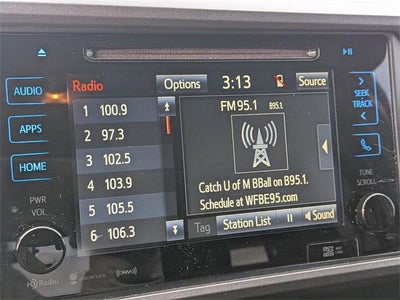 AUDIO
APPS
HOME
PWR
VOL
HD Radio
Radio
Options
3:13
Source
1 100.9
2 97.3
3 102.5
4 103.9
5 105.5
6 106.3
FM 95.1 B95.1
Catch U of M BBall on B95.1.
Schedule at WFBE95.com
Tag
Station List
Sound
SEEK
TRACK
TUNE
SCROLL